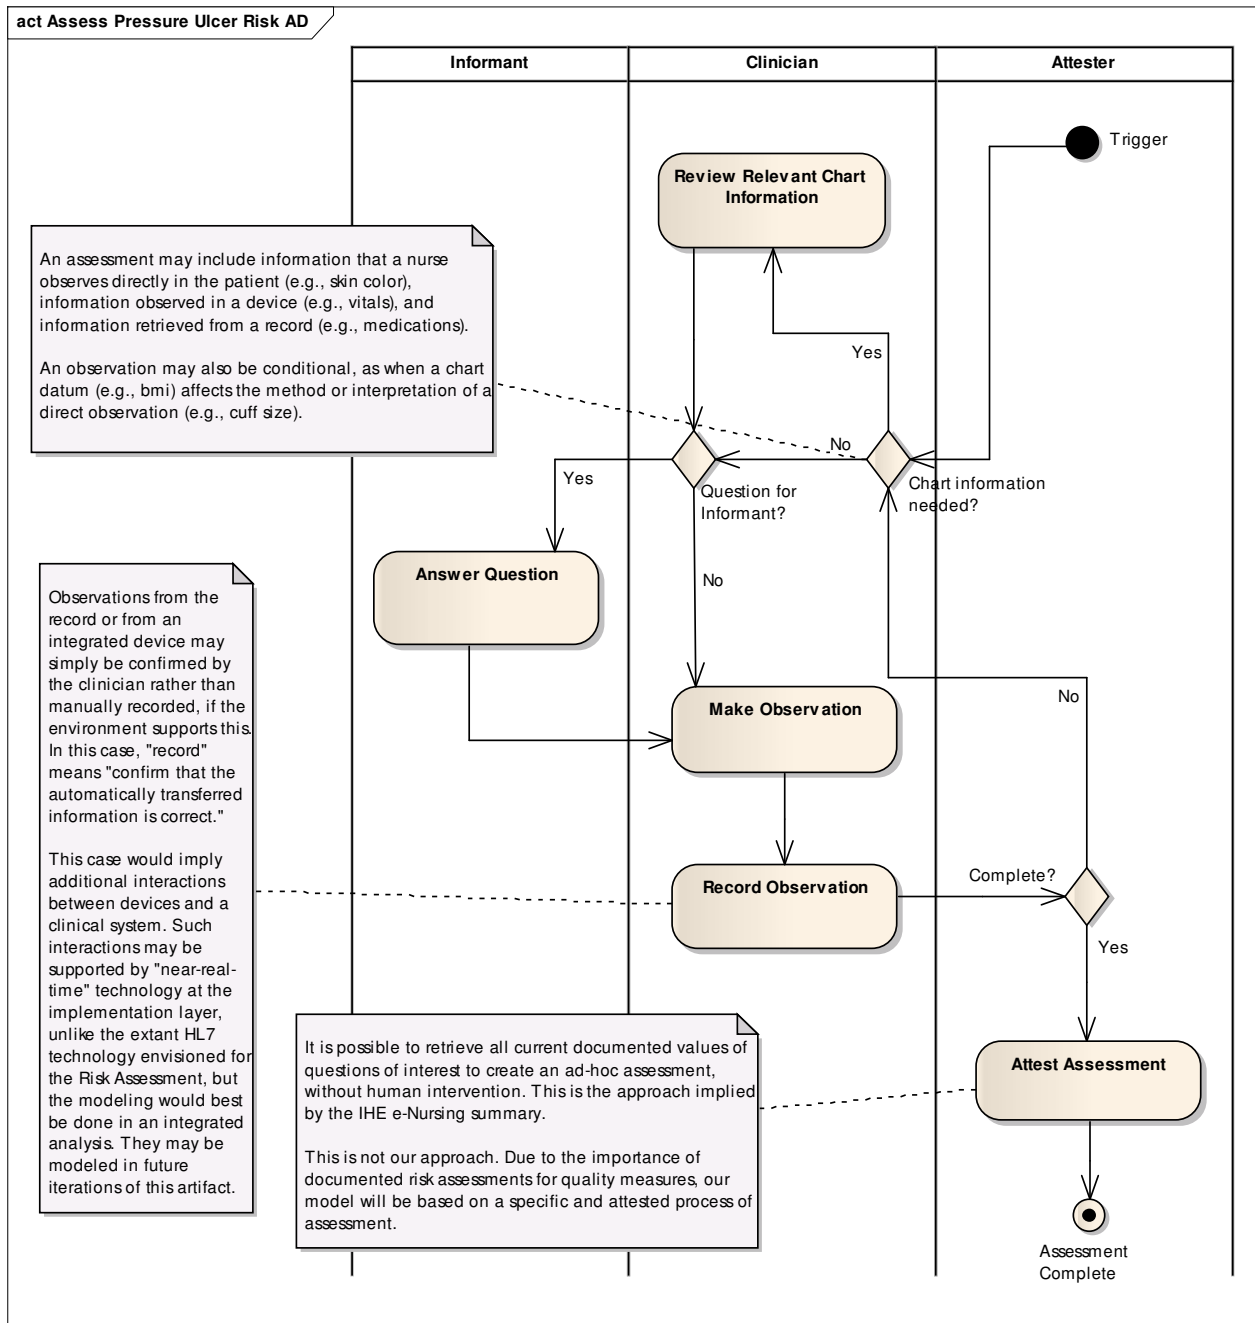 act Assess Pressure Ulcer Risk AD
Informant
Clinician
Attester
Trigger
Review Relevant Chart
Information
An assessment may include information that a nurse
observes directly in the patient (e.g., skin color),
information observed in a device (e.g., vitals), and
information retrieved from a record (e.g., medications).
An observation may also be conditional, as when a chart
datum (e.g., bmi) affects the method or interpretation of a
direct observation (e.g., cuff size).
Yes
No
Chart information
needed?
Question for
Informant?
Yes
No
Answer Question
Observations from the
record or from an
integrated device may
simply be confirmed by
the clinician rather than
manually recorded, if the
environment supports this.
In this case, "record"
means "confirm that the
automatically transferred
information is correct."
This case would imply
additional interactions
between devices and a
clinical system. Such
interactions may be
supported by "near-real-
time" technology at the
implementation layer,
unlike the extant HL7
technology envisioned for
the Risk Assessment, but
the modeling would best
be done in an integrated
analysis. They may be
modeled in future
iterations of this artifact.
Make Observation
No
Record Observation
Complete?
Yes
It is possible to retrieve all current documented values of
questions of interest to create an ad-hoc assessment,
without human intervention. This is the approach implied
by the IHE e-Nursing summary.
This is not our approach. Due to the importance of
documented risk assessments for quality measures, our
model will be based on a specific and attested process of
assessment.
Attest Assessment
Assessment
Complete